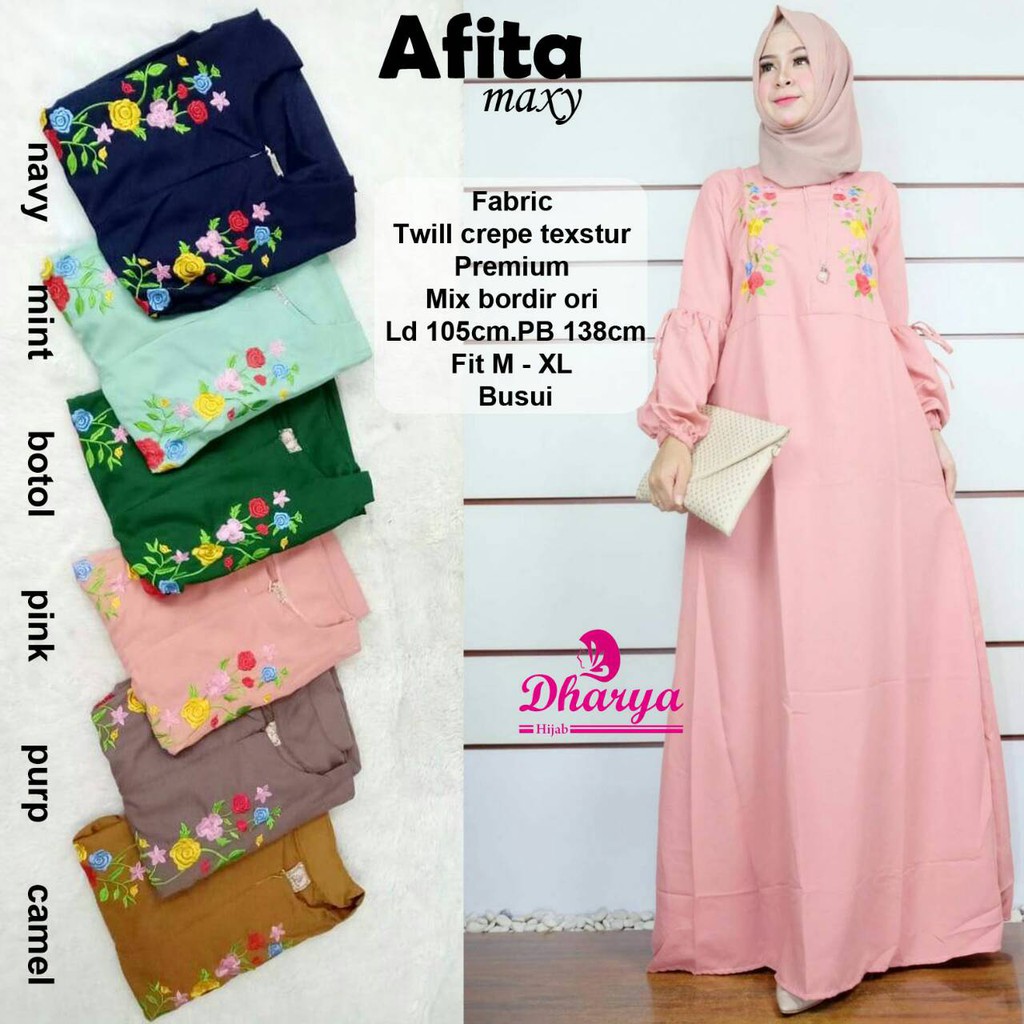 Afita
maxy
Fabric
Twill crepe texstur
Premium
Mix bordir ori
Ld 105cm.PB 138cm
Fit M - XL
Busui
navy
mint
botol
pink
purp
camel
Dharya
Hijab